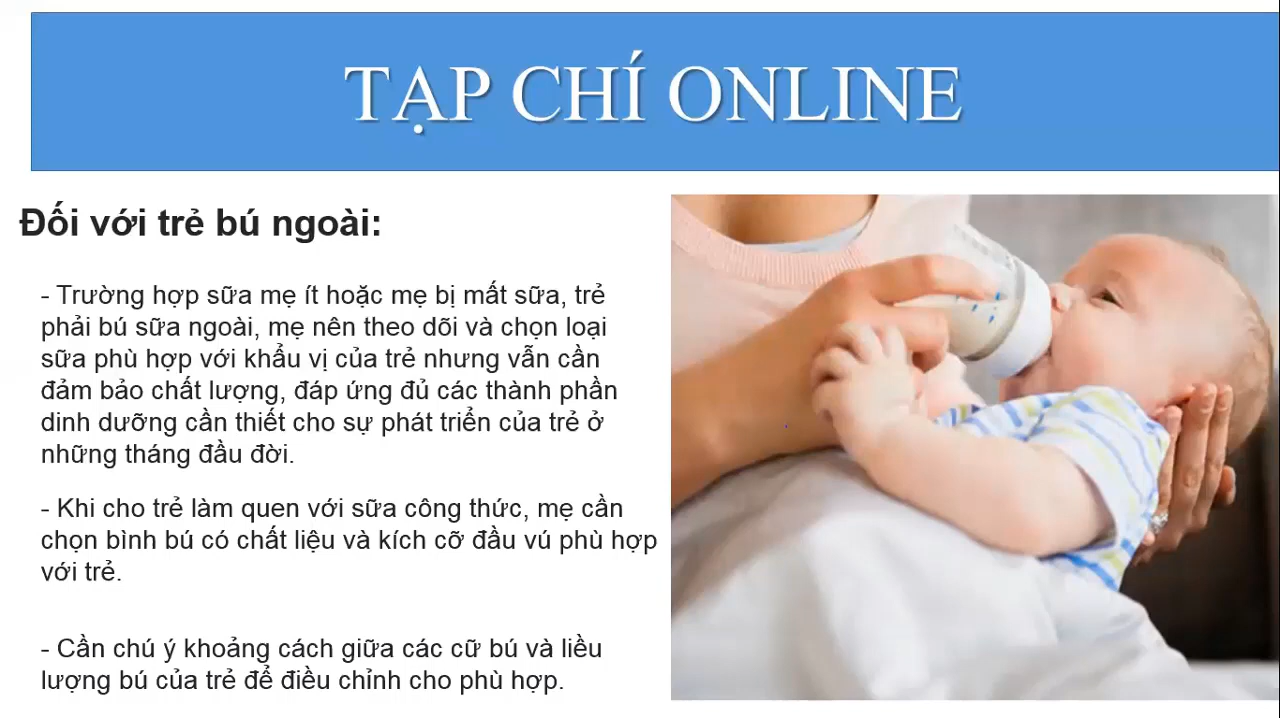 TẠP CHÍ ONLINE
Đối với trẻ bú ngoài:
- Trường hợp sữa mẹ ít hoặc mẹ bị mất sữa, trẻ
phải bú sữa ngoài, mẹ nên theo dõi và chọn loại
sữa phù hợp với khẩu vị của trẻ nhưng vẫn cần
đảm bảo chất lượng, đáp ứng đủ các thành phần
dinh dưỡng cần thiết cho sự phát triển của trẻ ở
những tháng đầu đời.
- Khi cho trẻ làm quen với sữa công thức, mẹ cần
chọn bình bú có chất liệu và kích cỡ đầu vú phù hợp
với trẻ.
- Cần chú ý khoảng cách giữa các cữ bú và liều
lượng bú của trẻ để điều chỉnh cho phù hợp.